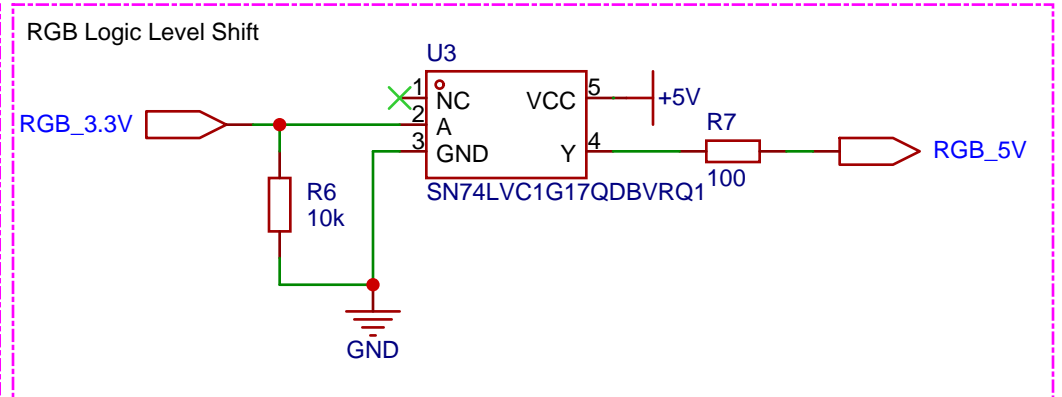 RGB Logic Level Shift
U3
1
NC
VCC
5
+5V
RGB_3.3V
2
A
R7
3
GND
Y
4
RGB_5V
100
SN74LVC1G17QDBVRQ1
R6
10k
GND